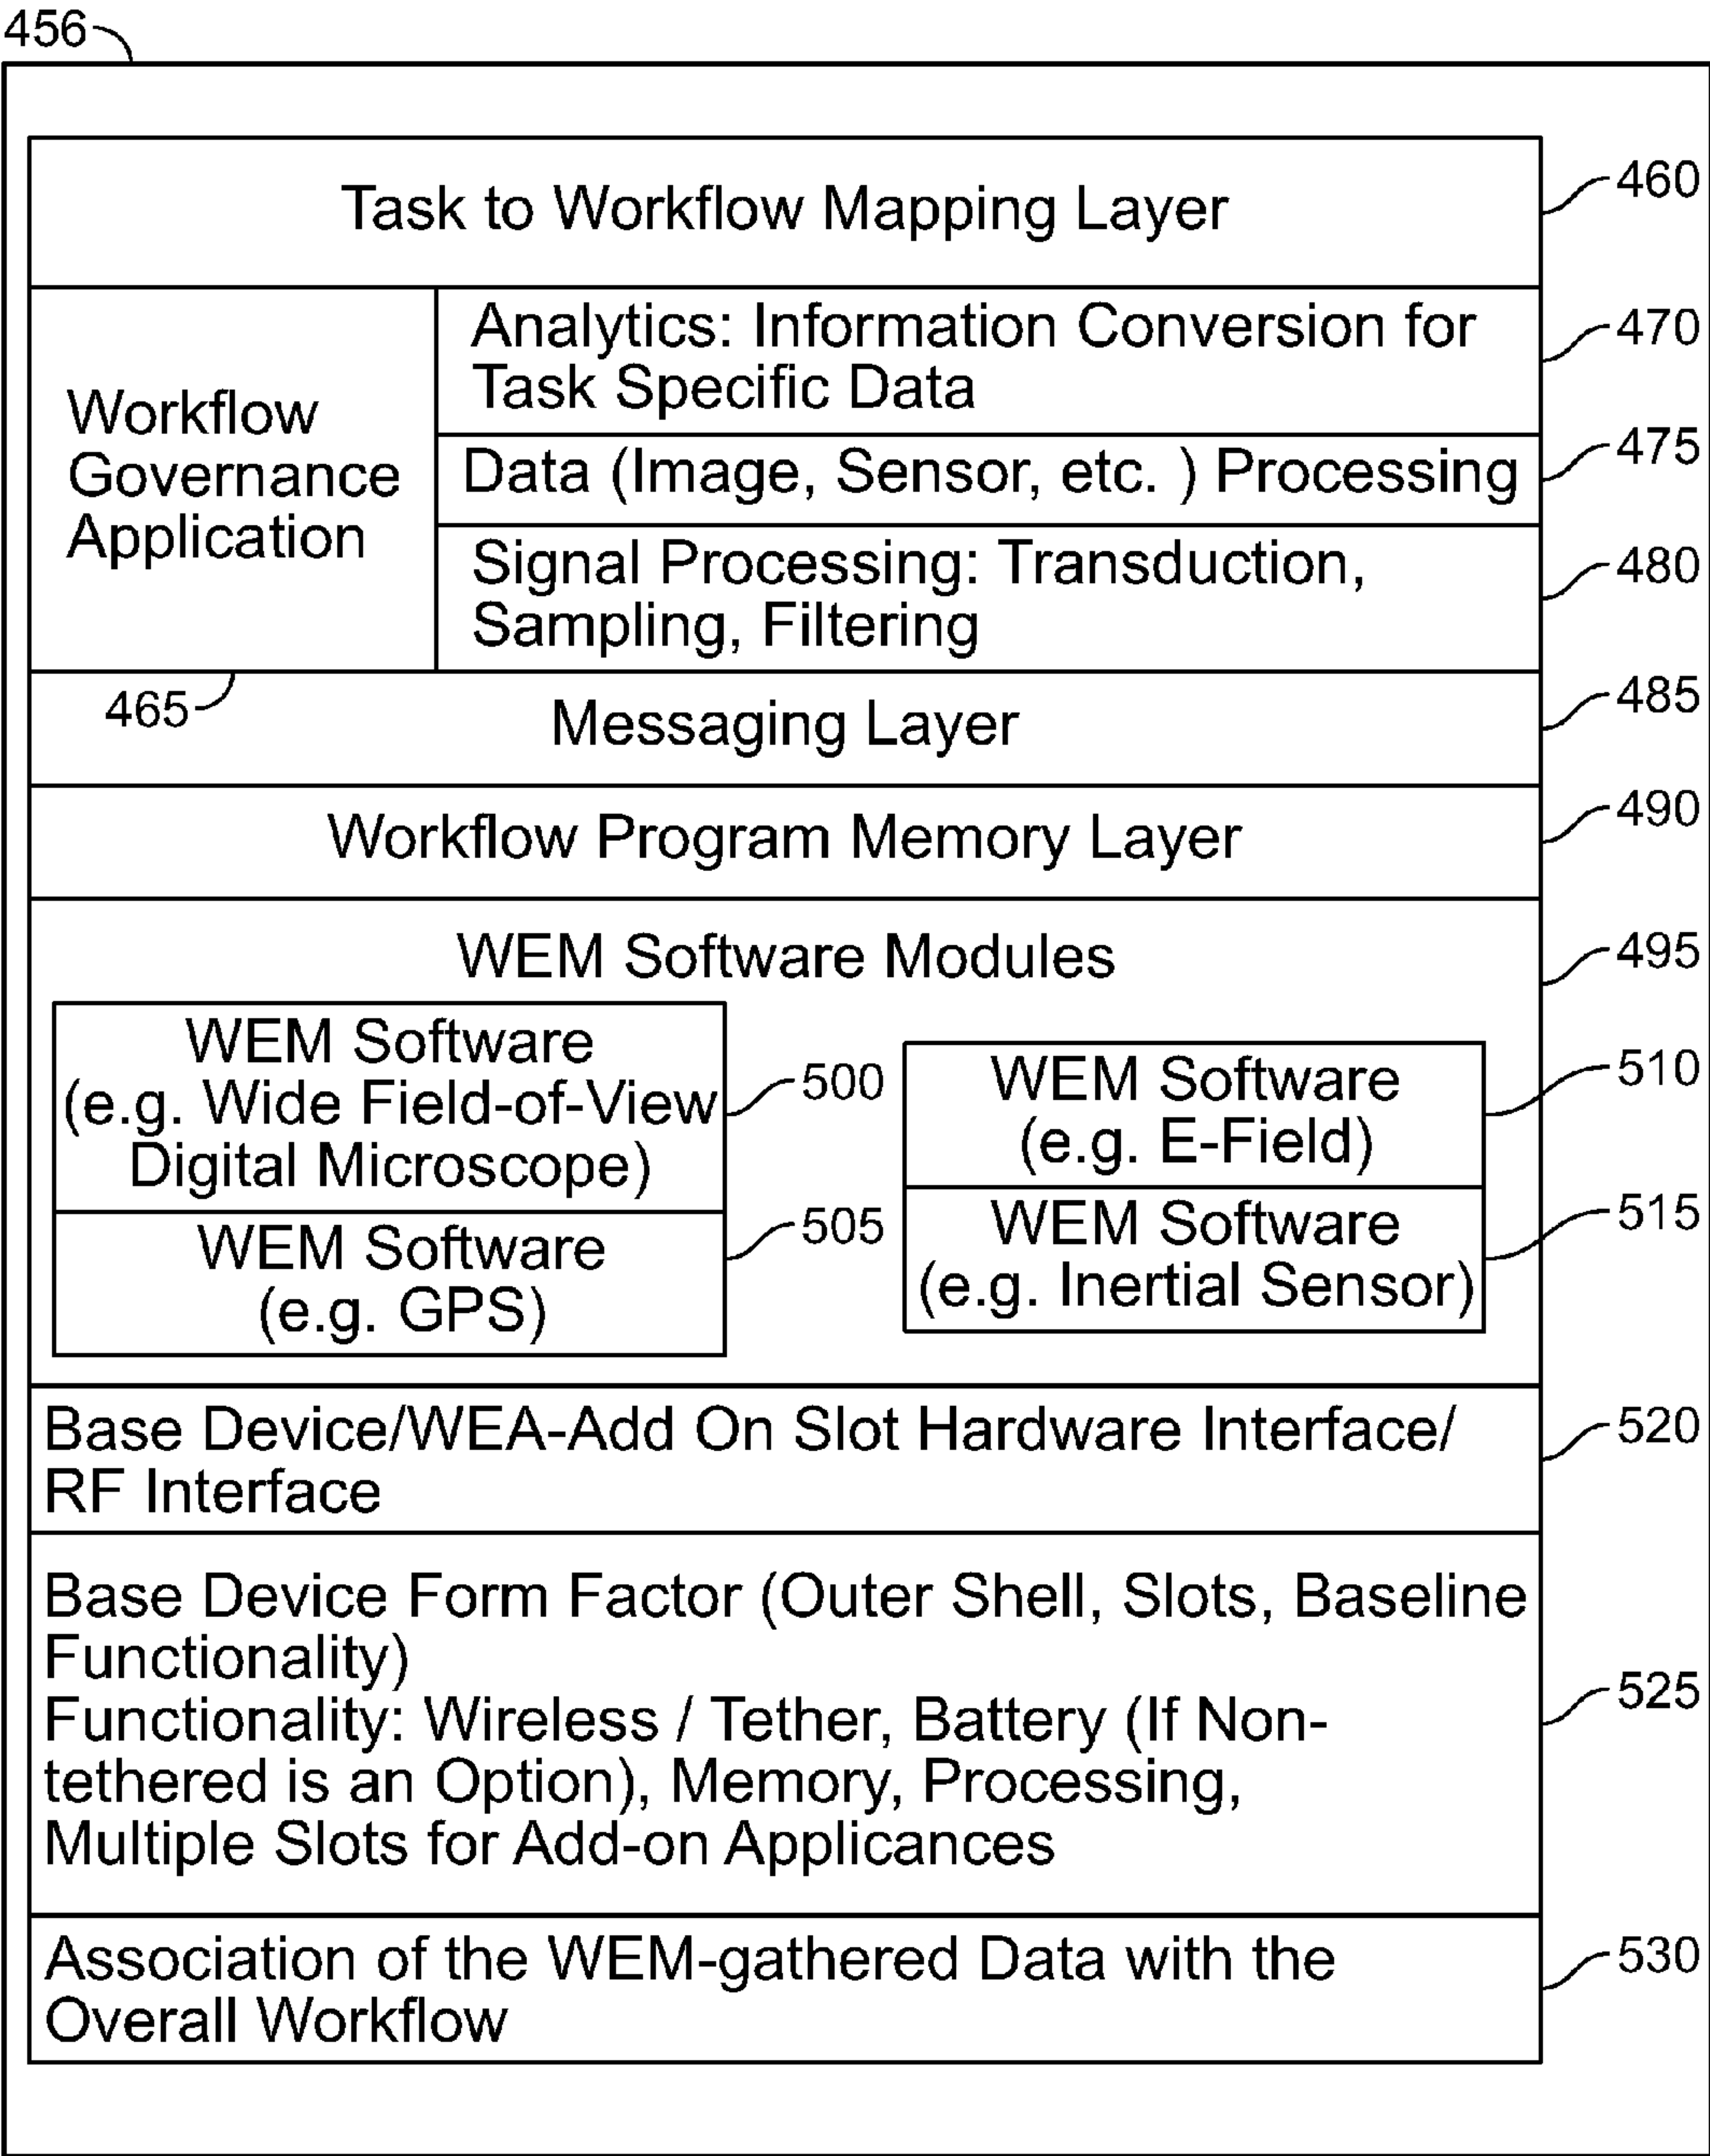 456
Task to Workflow Mapping Layer
460
Workflow
Governance
Application
465
Analytics: Information Conversion for
Task Specific Data
470
Data (Image, Sensor, etc. ) Processing
475
Signal Processing: Transduction,
Sampling, Filtering
480
Messaging Layer
485
Workflow Program Memory Layer
490
WEM Software Modules
495
WEM Software
(e.g. Wide Field-of-View
Digital Microscope)
500
WEM Software
(e.g. GPS)
505
WEM Software
(e.g. E-Field)
510
WEM Software
(e.g. Inertial Sensor)
515
Base Device/WEA-Add On Slot Hardware Interface/
RF Interface
520
Base Device Form Factor (Outer Shell, Slots, Baseline
Functionality)
Functionality: Wireless / Tether, Battery (If Non-
tethered is an Option), Memory, Processing,
Multiple Slots for Add-on Applicances
525
Association of the WEM-gathered Data with the
Overall Workflow
530